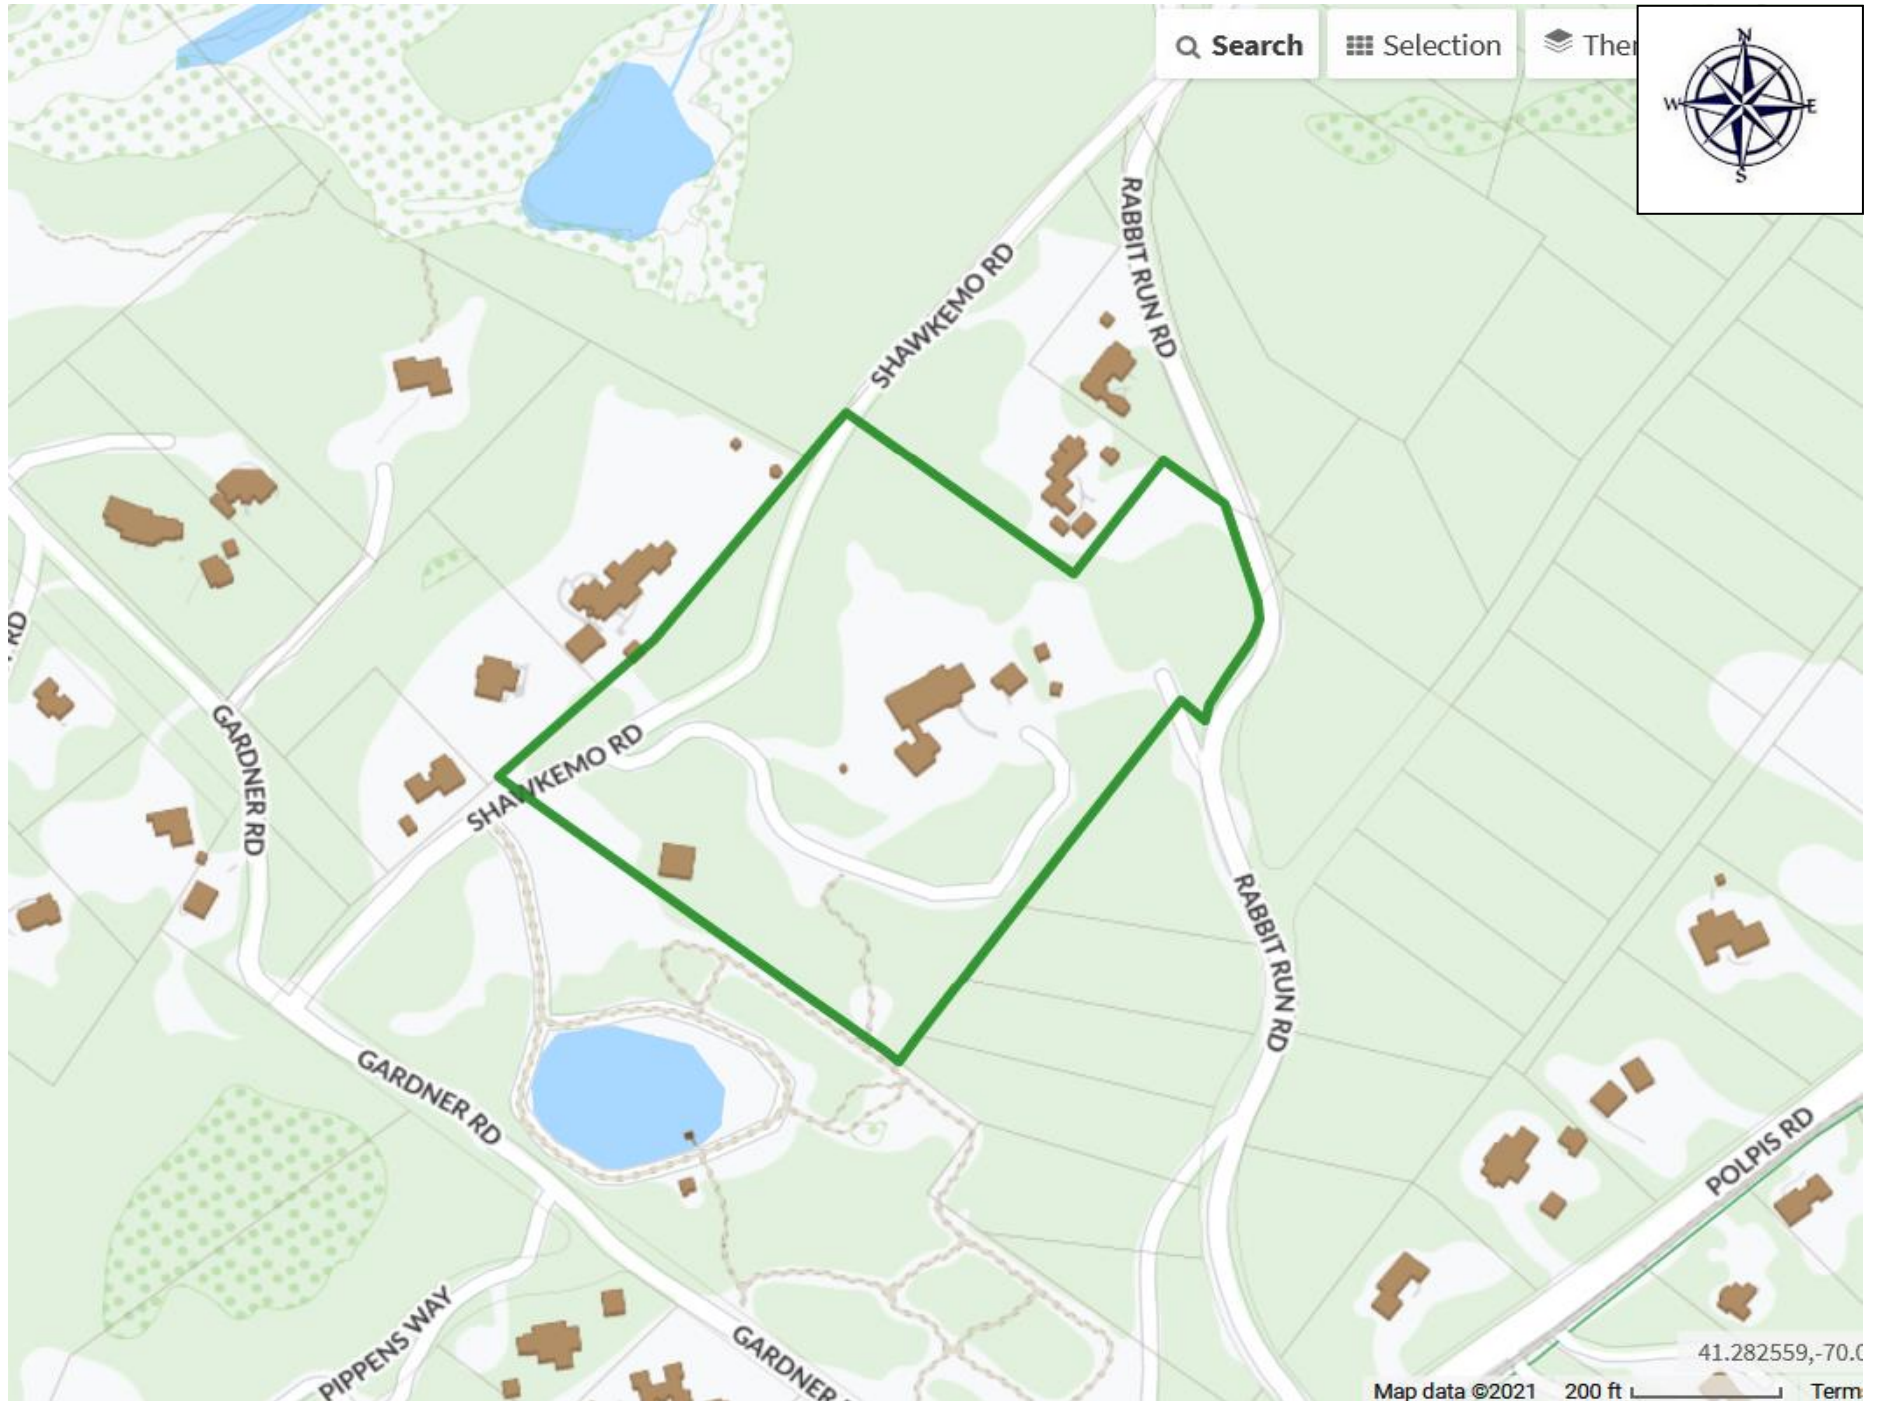 Search
Selection
Ther
N
W
E
S
RABBIT RUN RD
SHAWKEMO RD
RD
GARDNER RD
SHAWKEMO RD
RABBIT RUN RD
GARDNER RD
POLPIS RD
PIPPENS WAY
GARDNER
41.282559,-70.0
Map data ©2021
200 ft
Term